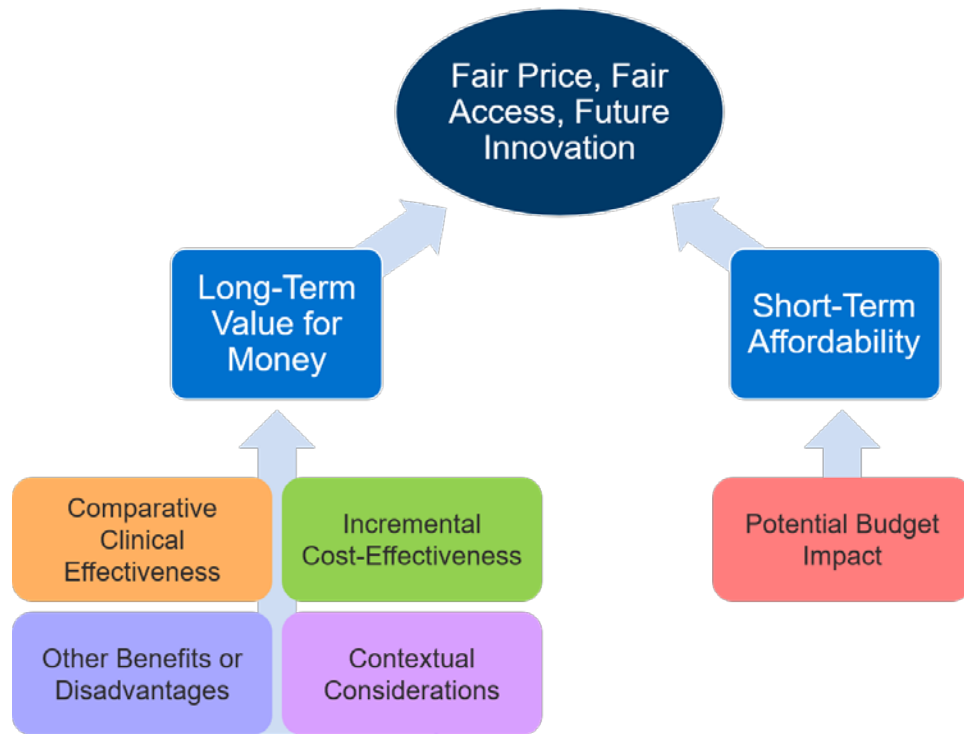 Fair Price, Fair
Access, Future
Innovation
Long-Term
Value for
Money
Short-Term
Affordability
Comparative
Clinical
Effectiveness
Incremental
Cost-Effectiveness
Potential Budget
Impact
Other Benefits or
Disadvantages
Contextual
Considerations